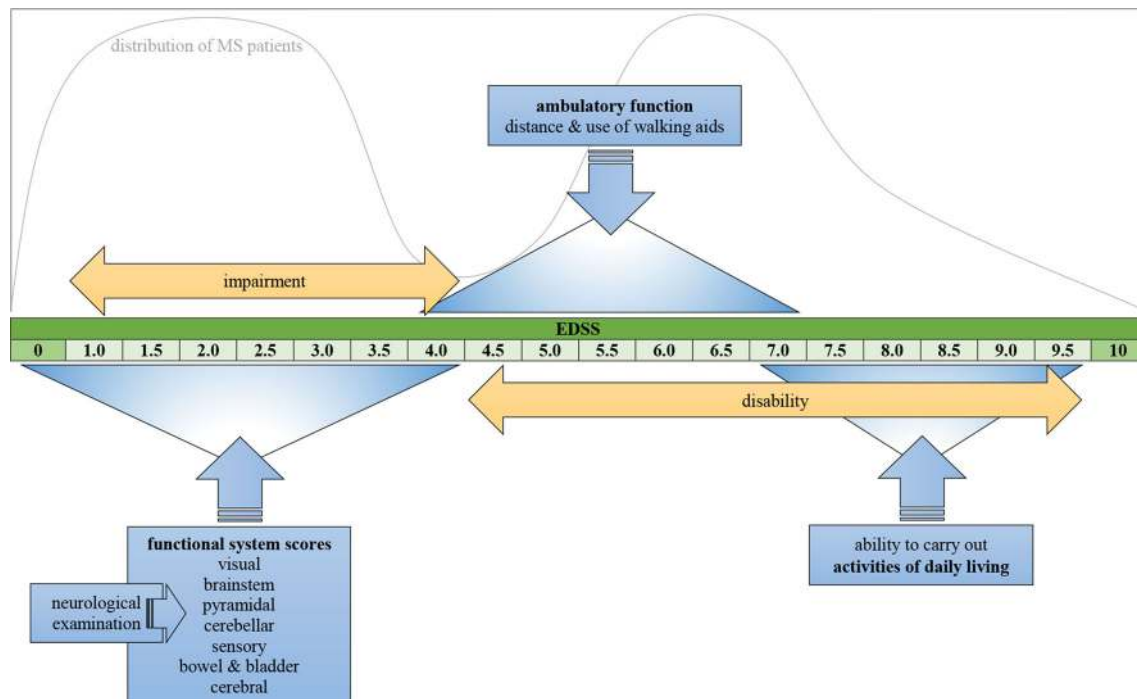 distribution of MS patients
ambulatory function
distance & use of walking aids
impairment
EDSS
0 1.0 1.5 2.0 2.5 3.0 3.5 4.0 4.5 5.0 5.5 6.0 6.5 7.0 7.5 8.0 8.5 9.0 9.5 10
disability
functional system scores
visual
brainstem
pyramidal
cerebellar
sensory
bowel & bladder
cerebral
neurological
examination
ability to carry out
activities of daily living